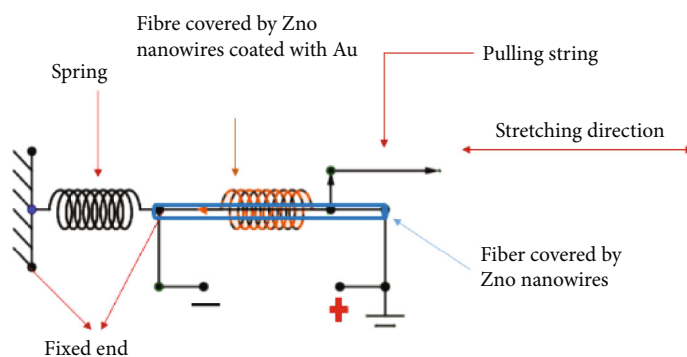 Fibre covered by Zno
nanowires coated with Au
Spring
Pulling string
Stretching direction
Fiber covered by
Zno nanowires
Fixed end